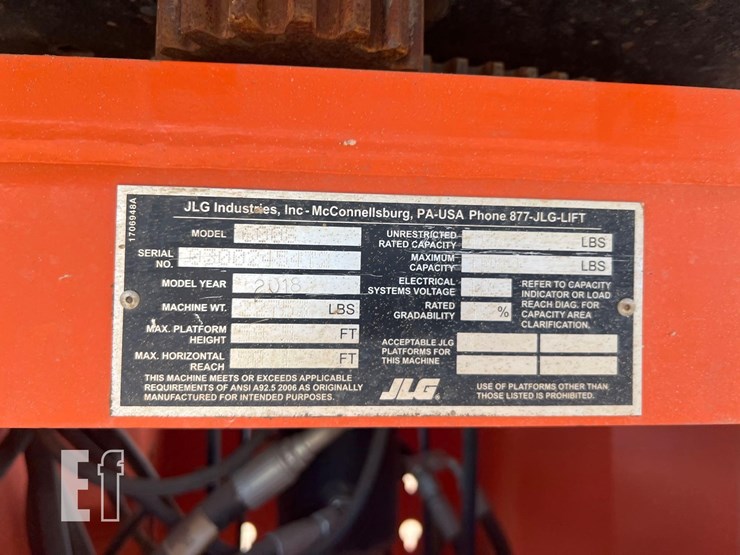 1706948A
JLG Industries, Inc - McConnellsburg, PA-USA Phone 877-JLG-LIFT
MODEL 600S
SERIAL NO.
MODEL YEAR 2018
MACHINE WT. LBS
MAX. PLATFORM HEIGHT FT
MAX. HORIZONTAL REACH FT
UNRESTRICTED RATED CAPACITY LBS
MAXIMUM CAPACITY LBS
ELECTRICAL SYSTEMS VOLTAGE
RATED GRADABILITY %
REFER TO CAPACITY
INDICATOR OR LOAD
REACH DIAG. FOR
CAPACITY AREA
CLARIFICATION.
ACCEPTABLE JLG
PLATFORMS FOR
THIS MACHINE
THIS MACHINE MEETS OR EXCEEDS APPLICABLE
REQUIREMENTS OF ANSI A92.5 2006 AS ORIGINALLY
MANUFACTURED FOR INTENDED PURPOSES.
JLG
USE OF PLATFORMS OTHER THAN
THOSE LISTED IS PROHIBITED.
Ef